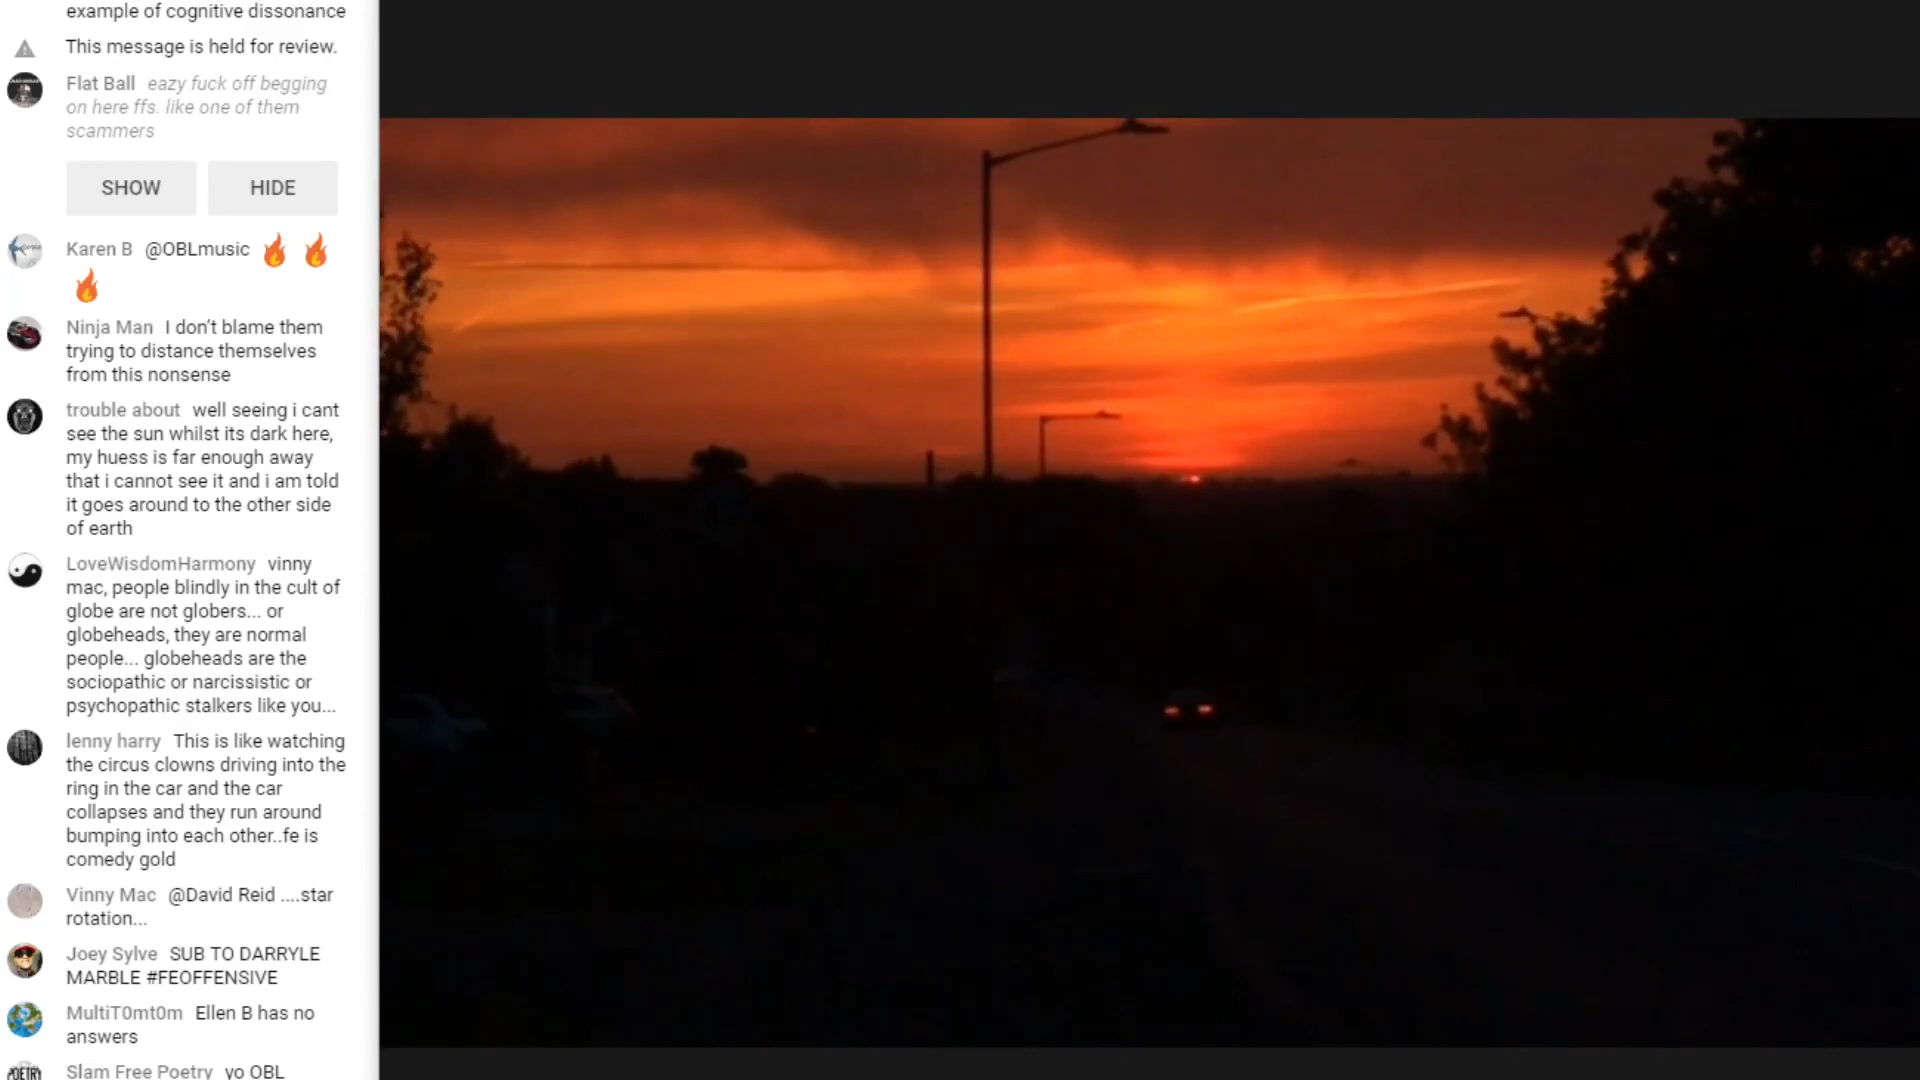 example of cognitive dissonance
This message is held for review.
Flat Ball eazy fuck off begging
on here ffs. like one of them
scammers
SHOW HIDE
Karen B @OBLmusic
Ninja Man I don’t blame them
trying to distance themselves
from this nonsense
trouble about well seeing i cant
see the sun whilst its dark here,
my huess is far enough away
that i cannot see it and i am told
it goes around to the other side
of earth
LoveWisdomHarmony vinny
mac, people blindly in the cult of
globe are not globers... or
globeheads, they are normal
people... globeheads are the
sociopathic or narcissistic or
psychopathic stalkers like you...
lenny harry This is like watching
the circus clowns driving into the
ring in the car and the car
collapses and they run around
bumping into each other..fe is
comedy gold
Vinny Mac @David Reid ....star
rotation...
Joey Sylve SUB TO DARRYLE
MARBLE #FEOFFENSIVE
MultiT0mt0m Ellen B has no
answers
POETRY
Slam Free Poetry yo OBL